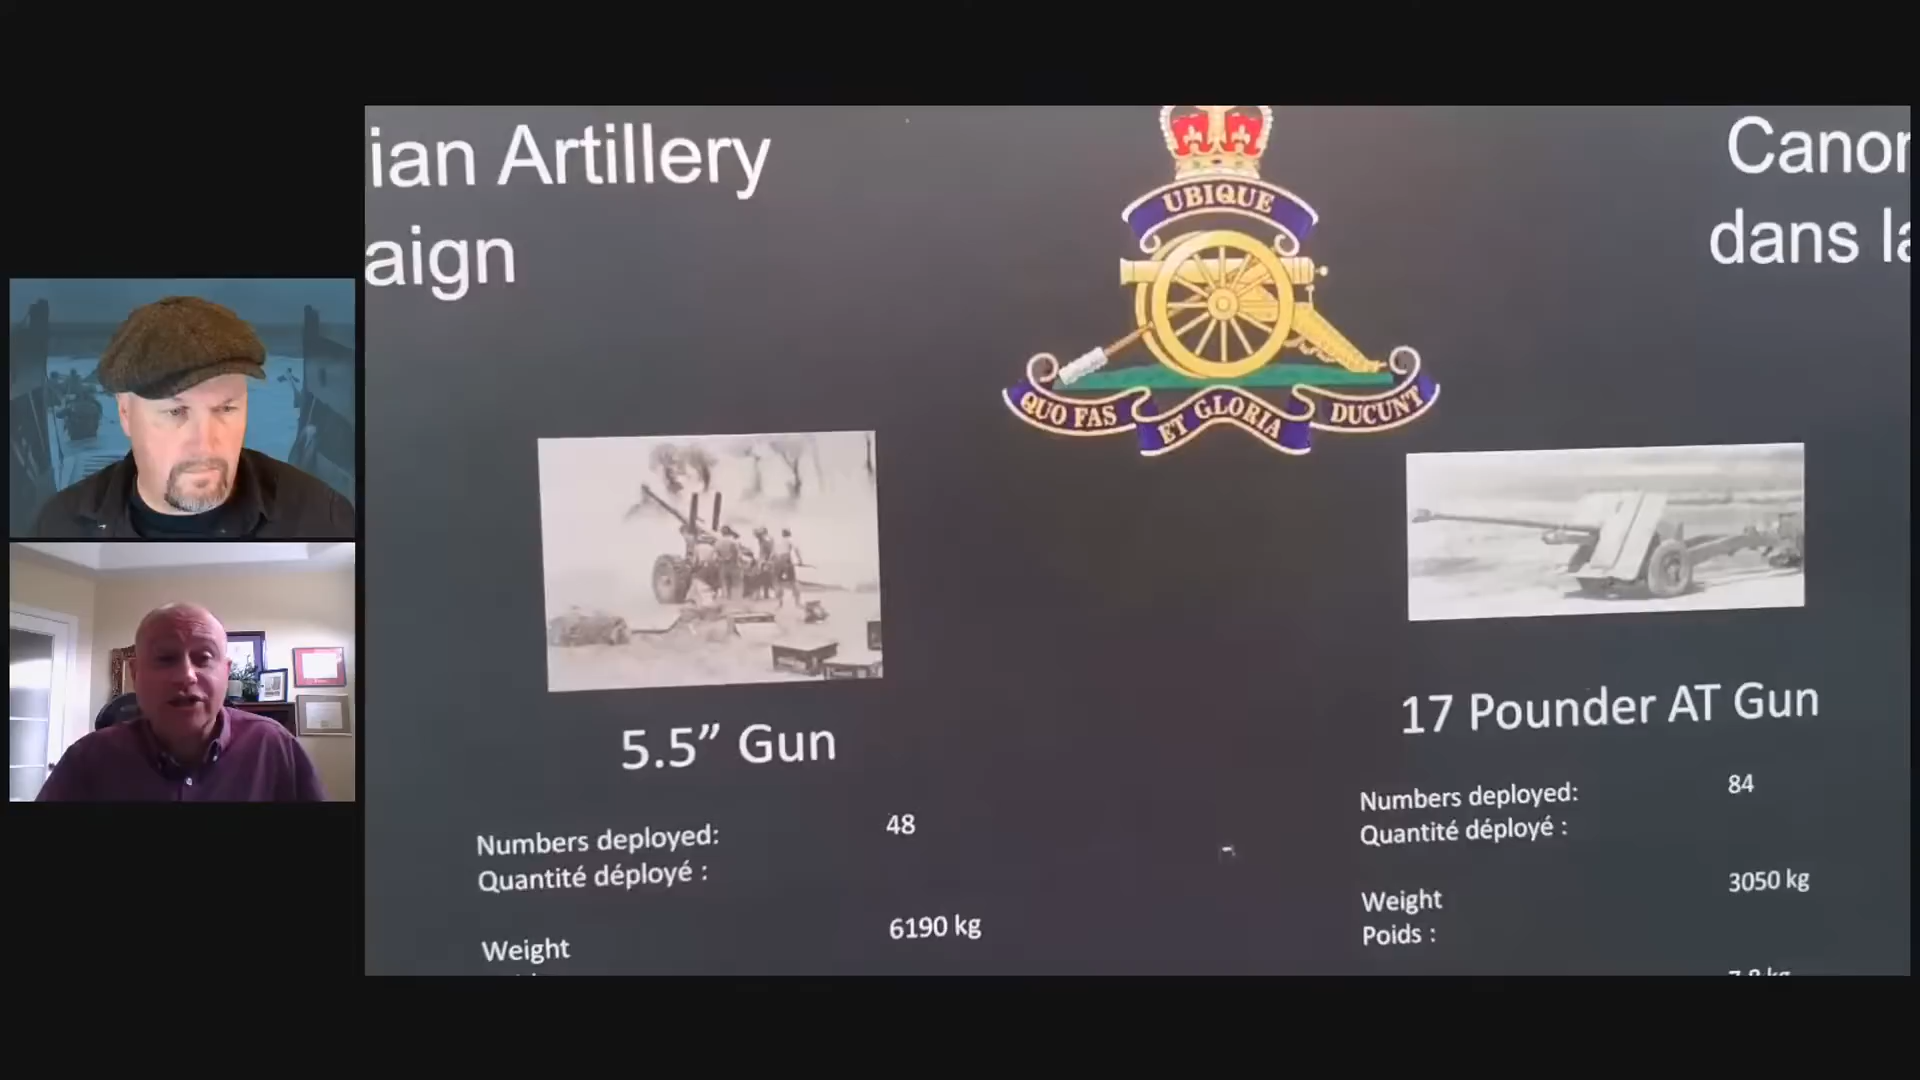 ian Artillery
aign
UBIQUE
QUO FAS ET GLORIA DUCUNT
Canon
dans la
5.5” Gun
Numbers deployed: 48
Quantité déployé :
Weight 6190 kg
17 Pounder AT Gun
Numbers deployed: 84
Quantité déployé :
Weight 3050 kg
Poids :